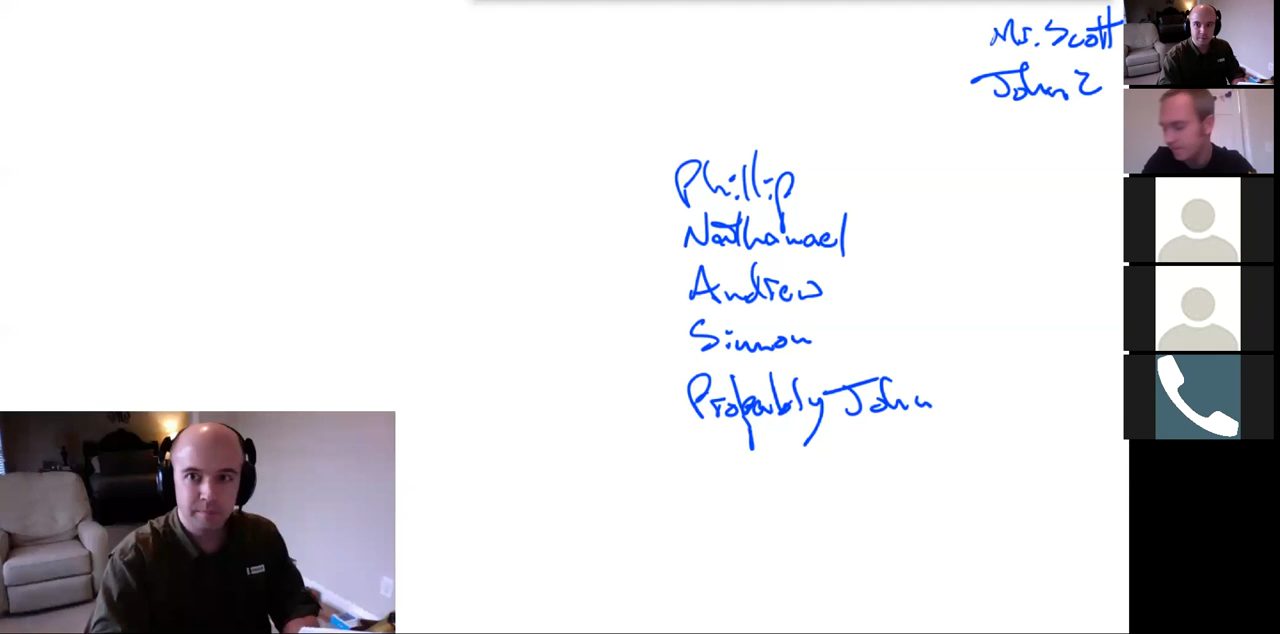 Mr. Scott
John 2
Phillip
Nathanael
Andrew
Simon
Probably John